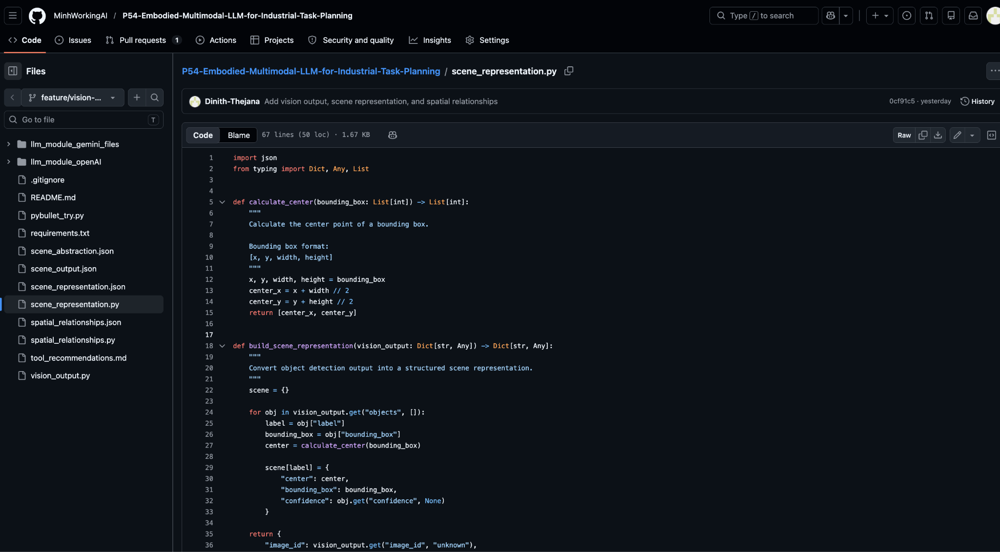 MinhWorkingAI / P54-Embodied-Multimodal-LLM-for-Industrial-Task-Planning
Type / to search
Code
Issues
Pull requests 1
Actions
Projects
Security and quality
Insights
Settings
Files
feature/vision-...
Go to file
T
llm_module_gemini_files
llm_module_openAI
.gitignore
README.md
pybullet_try.py
requirements.txt
scene_abstraction.json
scene_output.json
scene_representation.json
scene_representation.py
spatial_relationships.json
spatial_relationships.py
tool_recommendations.md
vision_output.py
P54-Embodied-Multimodal-LLM-for-Industrial-Task-Planning / scene_representation.py
Dinith-Thejana Add vision output, scene representation, and spatial relationships
0cf91c5 · yesterday
History
Code Blame 67 lines (50 loc) · 1.67 KB
Raw
1 import json
2 from typing import Dict, Any, List
3
4
5 def calculate_center(bounding_box: List[int]) -> List[int]:
6     """
7     Calculate the center point of a bounding box.
8
9     Bounding box format:
10     [x, y, width, height]
11     """
12     x, y, width, height = bounding_box
13     center_x = x + width // 2
14     center_y = y + height // 2
15     return [center_x, center_y]
16
17
18 def build_scene_representation(vision_output: Dict[str, Any]) -> Dict[str, Any]:
19     """
20     Convert object detection output into a structured scene representation.
21     """
22     scene = {}
23
24     for obj in vision_output.get("objects", []):
25         label = obj["label"]
26         bounding_box = obj["bounding_box"]
27         center = calculate_center(bounding_box)
28
29         scene[label] = {
30             "center": center,
31             "bounding_box": bounding_box,
32             "confidence": obj.get("confidence", None)
33         }
34
35     return {
36         "image_id": vision_output.get("image_id", "unknown"),